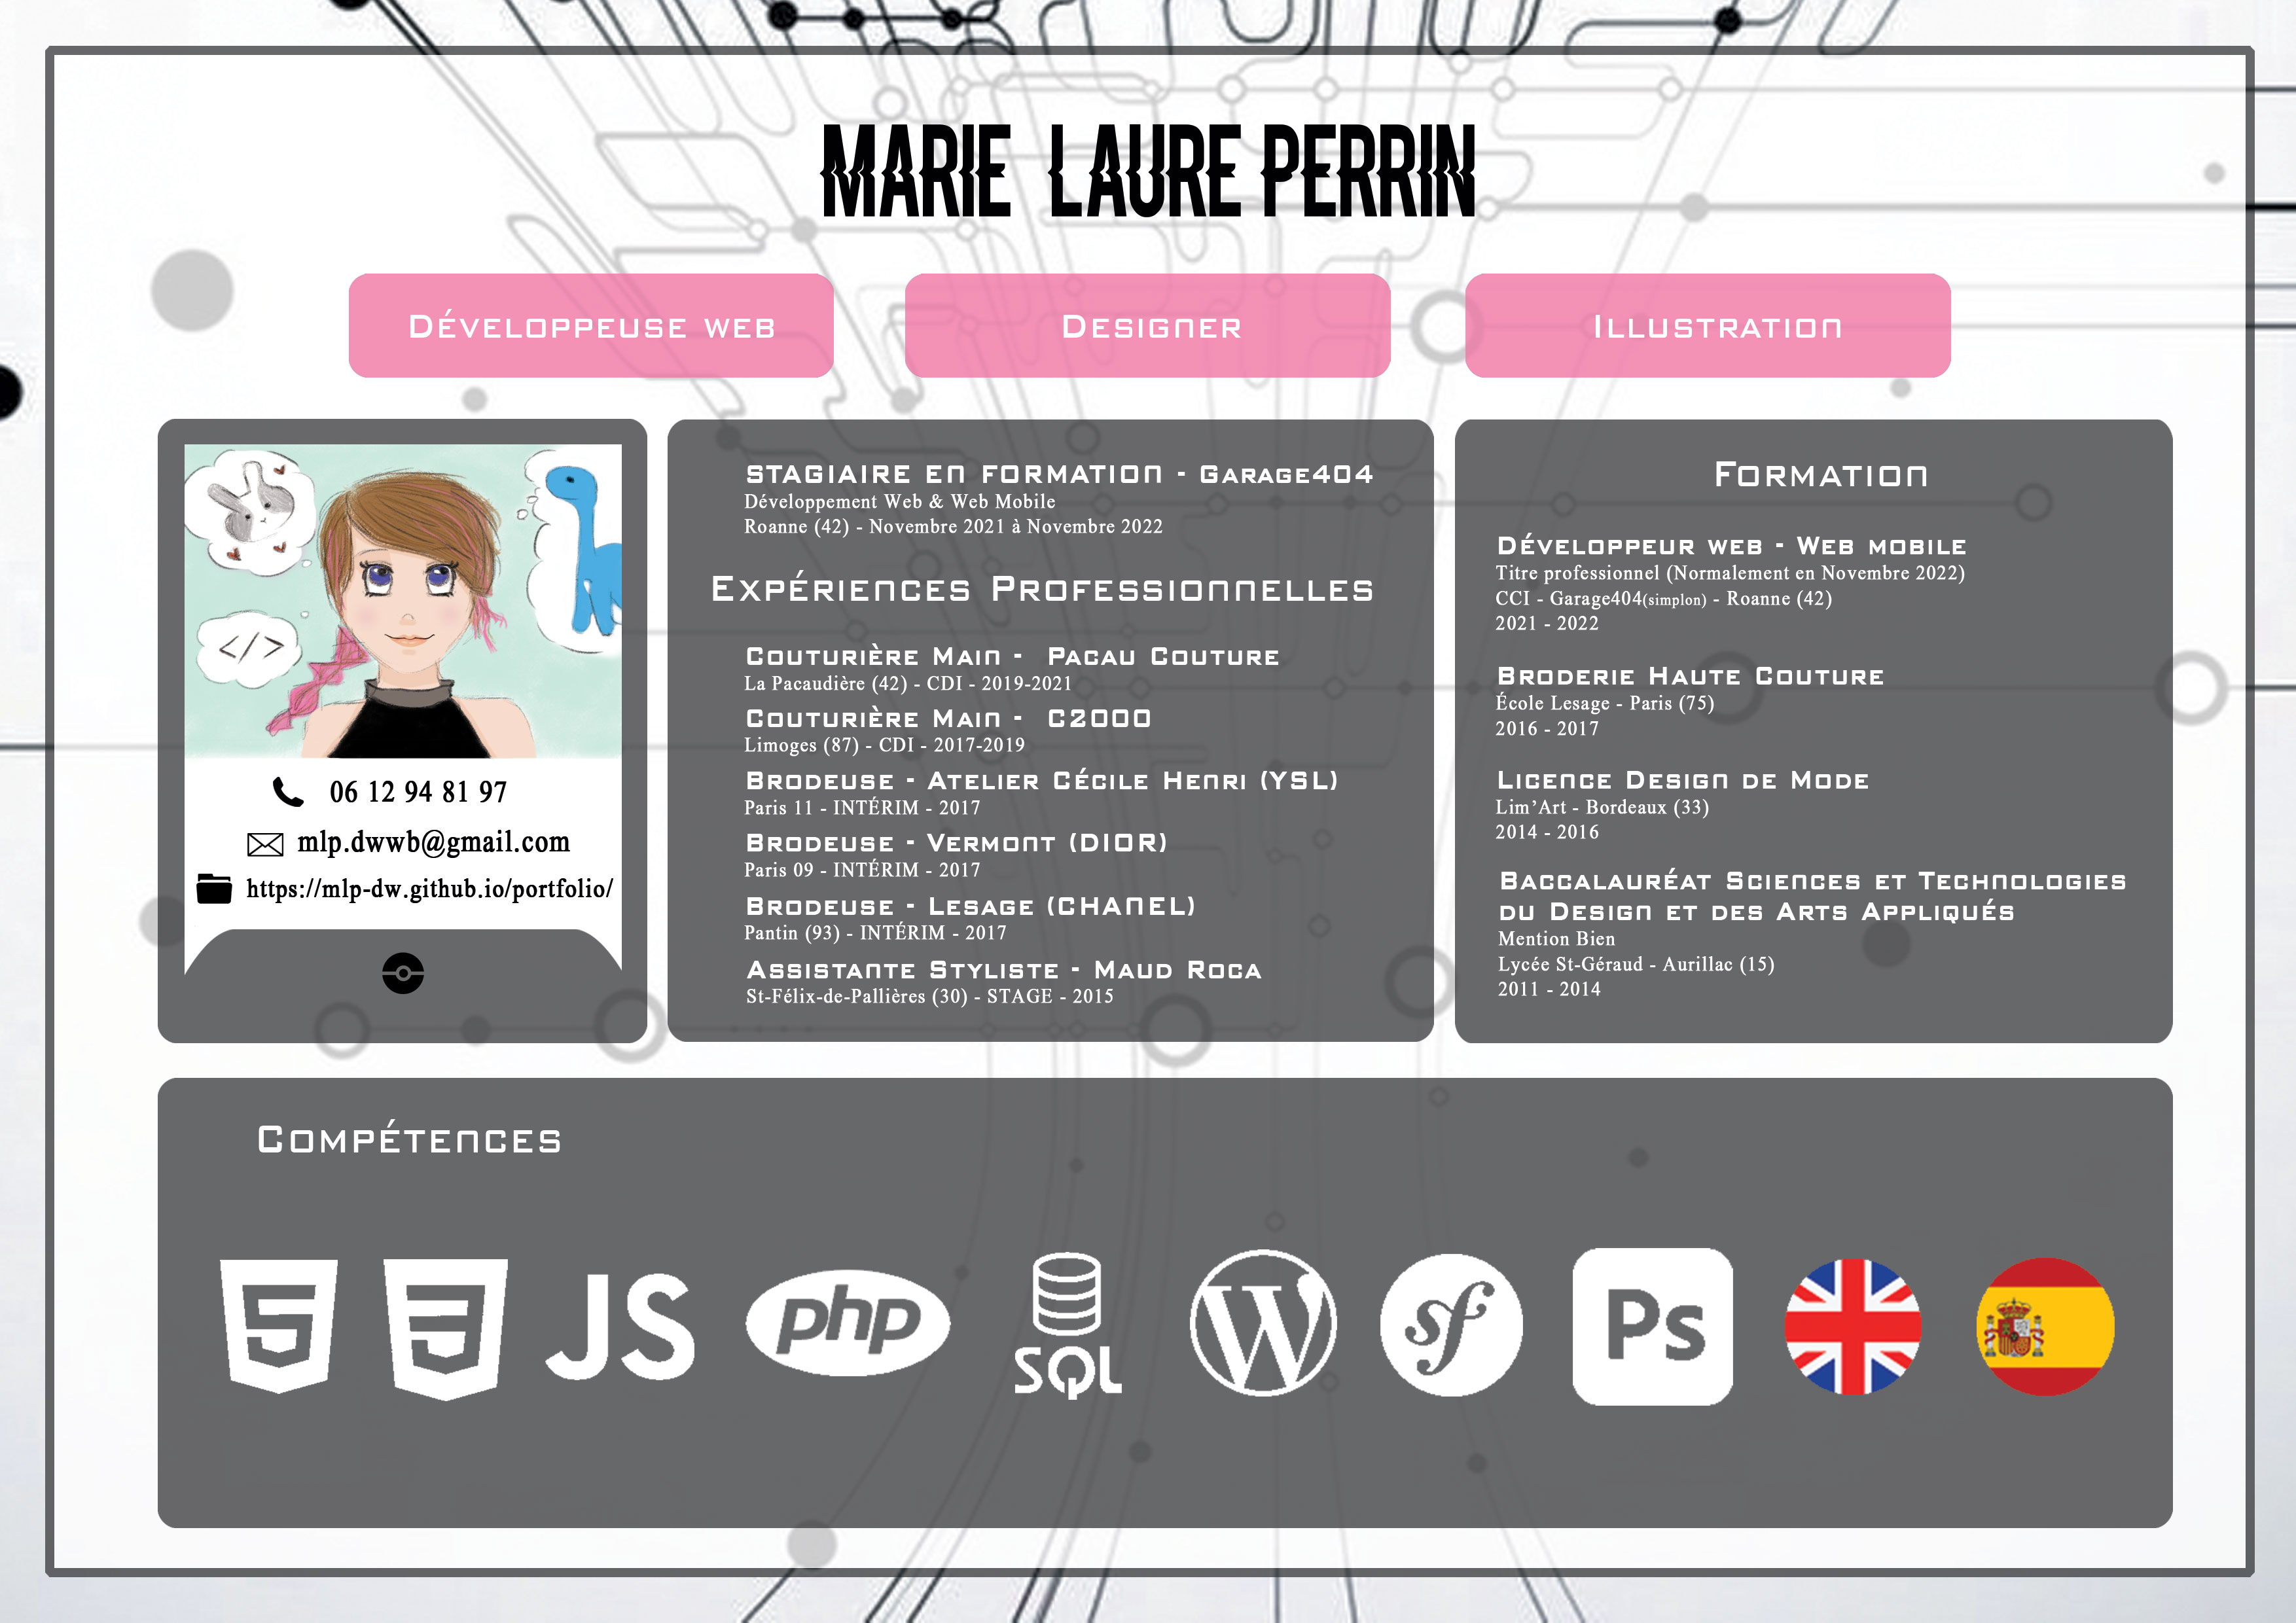 MARIE LAURE PERRIN
Développeuse web
Designer
Illustration
</>
06 12 94 81 97
mlp.dwwb@gmail.com
https://mlp-dw.github.io/portfolio/
STAGIAIRE EN FORMATION - Garage404
Développement Web & Web Mobile
Roanne (42) - Novembre 2021 à Novembre 2022
Expériences Professionnelles
Couturière Main - Pacau Couture
La Pacaudière (42) - CDI - 2019-2021
Couturière Main - C2000
Limoges (87) - CDI - 2017-2019
Brodeuse - Atelier Cécile Henri (YSL)
Paris 11 - INTÉRIM - 2017
Brodeuse - Vermont (DIOR)
Paris 09 - INTÉRIM - 2017
Brodeuse - Lesage (CHANEL)
Pantin (93) - INTÉRIM - 2017
Assistante Styliste - Maud Roca
St-Félix-de-Pallières (30) - STAGE - 2015
Formation
Développeur web - Web mobile
Titre professionnel (Normalement en Novembre 2022)
CCI - Garage404(simplon) - Roanne (42)
2021 - 2022
Broderie Haute Couture
École Lesage - Paris (75)
2016 - 2017
Licence Design de Mode
Lim'Art - Bordeaux (33)
2014 - 2016
Baccalauréat Sciences et Technologies
du Design et des Arts Appliqués
Mention Bien
Lycée St-Géraud - Aurillac (15)
2011 - 2014
Compétences
5
3
JS
php
SQL
W
sf
Ps